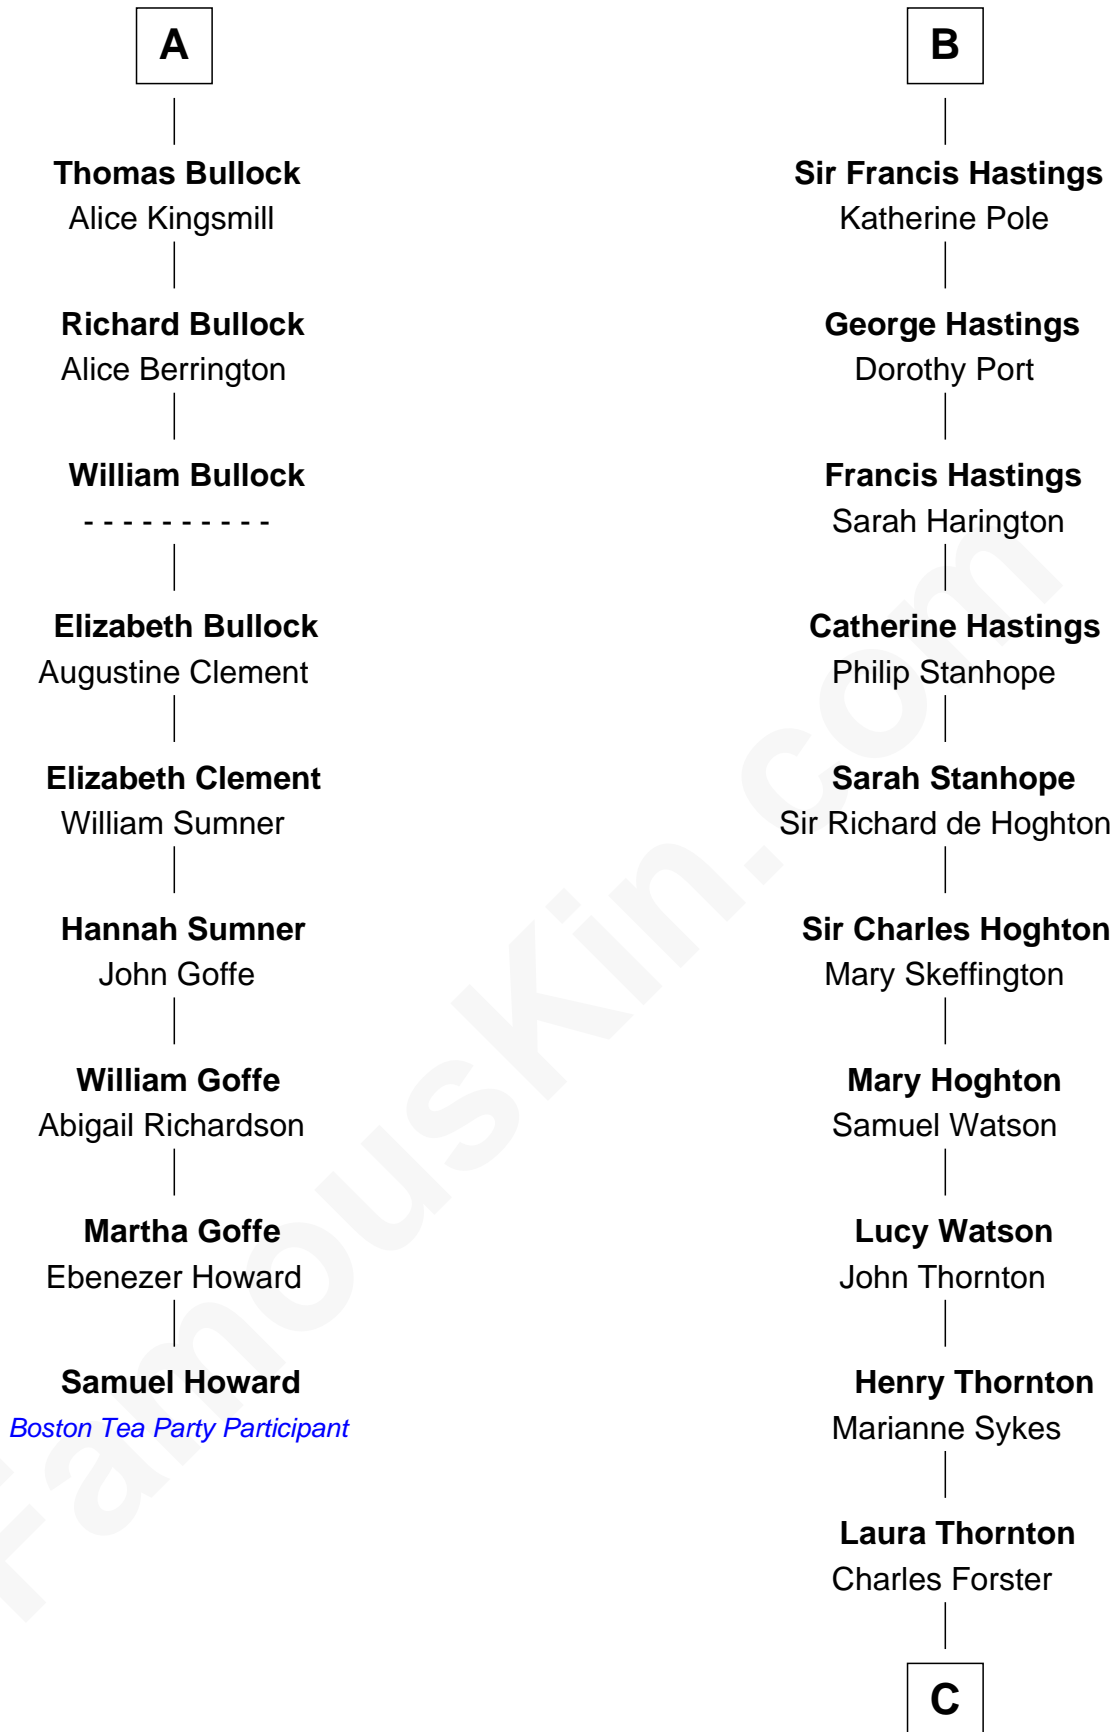 A
Thomas Bullock
Alice Kingsmill
Richard Bullock
Alice Berrington
William Bullock
- - - - - - - - - -
Elizabeth Bullock
Augustine Clement
Elizabeth Clement
William Sumner
Hannah Sumner
John Goffe
William Goffe
Abigail Richardson
Martha Goffe
Ebenezer Howard
Samuel Howard
Boston Tea Party Participant
B
Sir Francis Hastings
Katherine Pole
George Hastings
Dorothy Port
Francis Hastings
Sarah Harington
Catherine Hastings
Philip Stanhope
Sarah Stanhope
Sir Richard de Hoghton
Sir Charles Hoghton
Mary Skeffington
Mary Hoghton
Samuel Watson
Lucy Watson
John Thornton
Henry Thornton
Marianne Sykes
Laura Thornton
Charles Forster
C
FamousKin.com